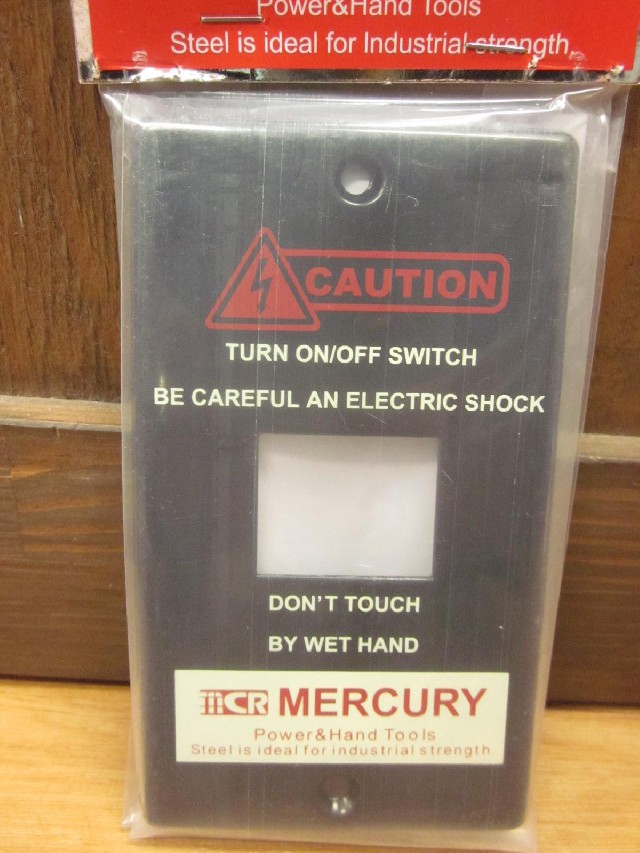 Power&Hand Tools
Steel is ideal for Industrial strength,
CAUTION
TURN ON/OFF SWITCH
BE CAREFUL AN ELECTRIC SHOCK
DON'T TOUCH
BY WET HAND
MCR MERCURY
Power&Hand Tools
Steel is ideal for industrial strength.